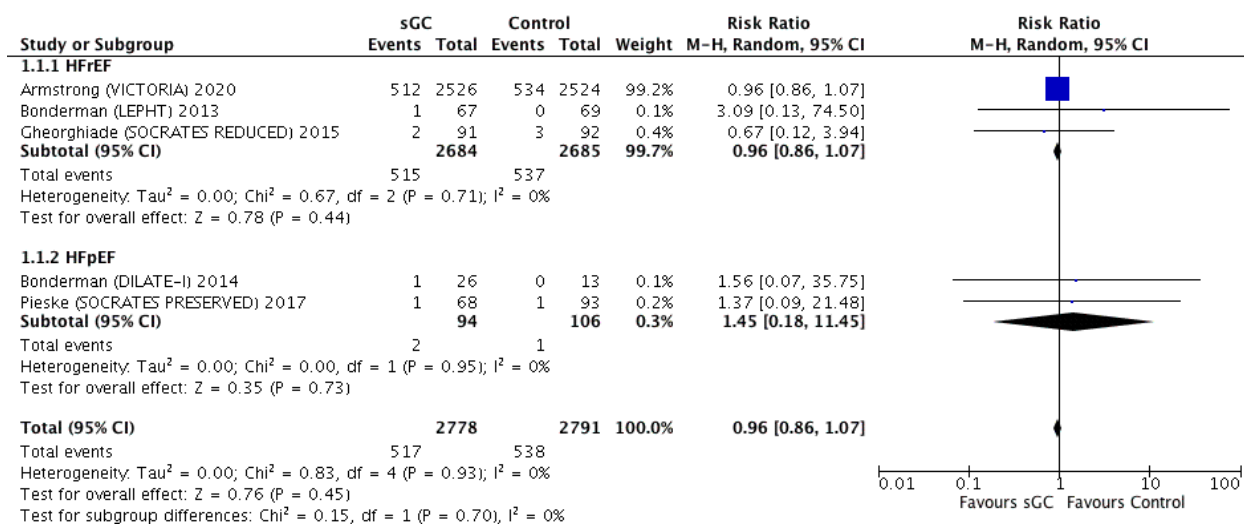 sGC Control Risk Ratio Risk Ratio
Study or Subgroup Events Total Events Total Weight M-H, Random, 95% CI M-H, Random, 95% CI
1.1.1 HFrEF
Armstrong (VICTORIA) 2020 512 2526 534 2524 99.2% 0.96 [0.86, 1.07]
Bonderman (LEPHT) 2013 1 67 0 69 0.1% 3.09 [0.13, 74.50]
Gheorghiade (SOCRATES REDUCED) 2015 2 91 3 92 0.4% 0.67 [0.12, 3.94]
Subtotal (95% CI) 2684 2685 99.7% 0.96 [0.86, 1.07]
Total events 515 537
Heterogeneity: Tau² = 0.00; Chi² = 0.67, df = 2 (P = 0.71); I² = 0%
Test for overall effect: Z = 0.78 (P = 0.44)
1.1.2 HFpEF
Bonderman (DILATE-I) 2014 1 26 0 13 0.1% 1.56 [0.07, 35.75]
Pieske (SOCRATES PRESERVED) 2017 1 68 1 93 0.2% 1.37 [0.09, 21.48]
Subtotal (95% CI) 94 106 0.3% 1.45 [0.18, 11.45]
Total events 2 1
Heterogeneity: Tau² = 0.00; Chi² = 0.00, df = 1 (P = 0.95); I² = 0%
Test for overall effect: Z = 0.35 (P = 0.73)
Total (95% CI) 2778 2791 100.0% 0.96 [0.86, 1.07]
Total events 517 538
Heterogeneity: Tau² = 0.00; Chi² = 0.83, df = 4 (P = 0.93); I² = 0%
Test for overall effect: Z = 0.76 (P = 0.45)
Test for subgroup differences: Chi² = 0.15, df = 1 (P = 0.70), I² = 0%
0.01 0.1 1 10 100
Favours sGC Favours Control